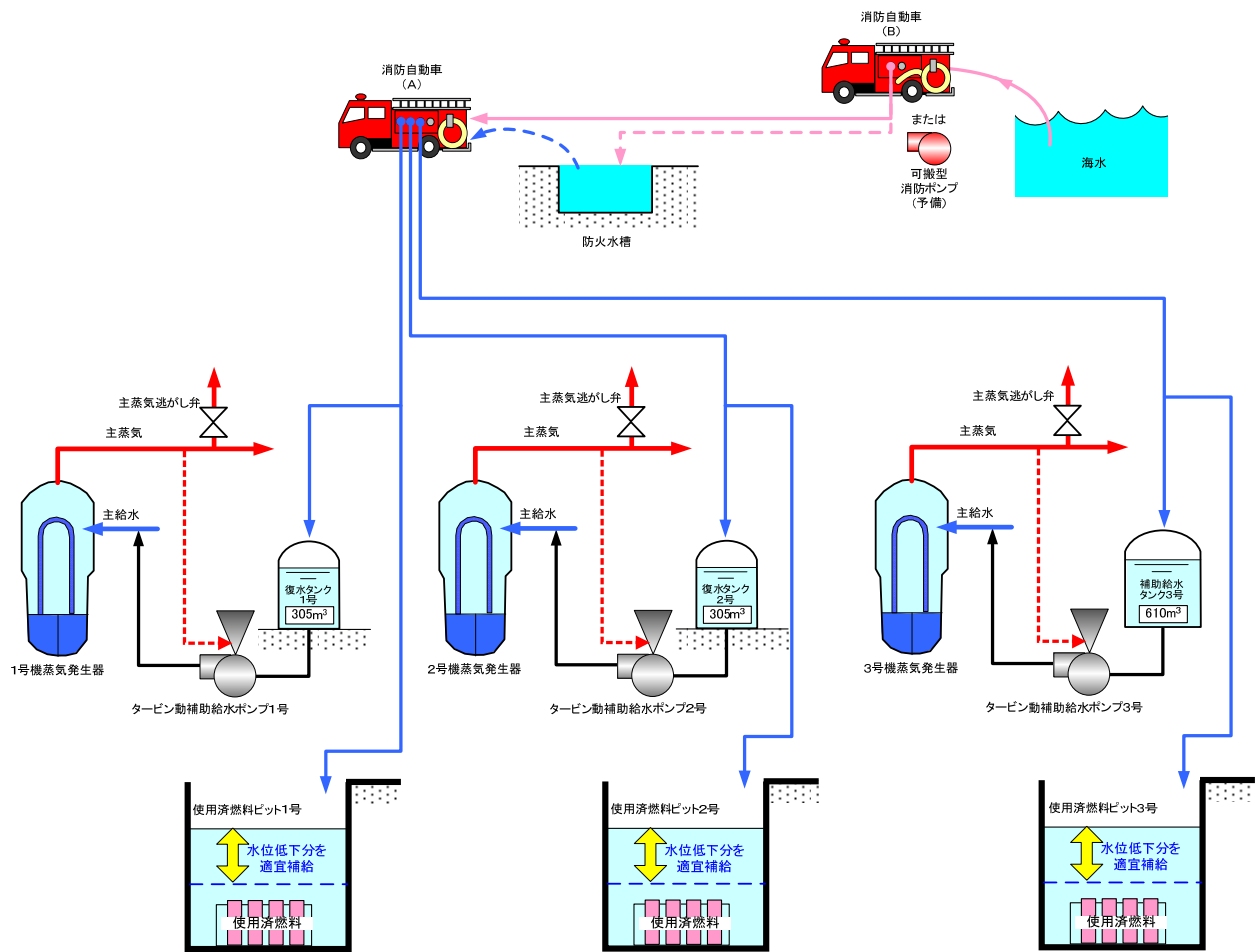 消防自動車
(B)
消防自動車
(A)
または
可搬型
消防ポンプ
(予備)
海水
防火水槽
主蒸気逃がし弁
主蒸気
主給水
復水タンク
1号
305m³
1号機蒸気発生器
タービン動補助給水ポンプ1号
主蒸気逃がし弁
主蒸気
主給水
復水タンク
2号
305m³
2号機蒸気発生器
タービン動補助給水ポンプ2号
主蒸気逃がし弁
主蒸気
主給水
補助給水
タンク3号
610m³
3号機蒸気発生器
タービン動補助給水ポンプ3号
使用済燃料ピット1号
水位低下分を
適宜補給
使用済燃料
使用済燃料ピット2号
水位低下分を
適宜補給
使用済燃料
使用済燃料ピット3号
水位低下分を
適宜補給
使用済燃料